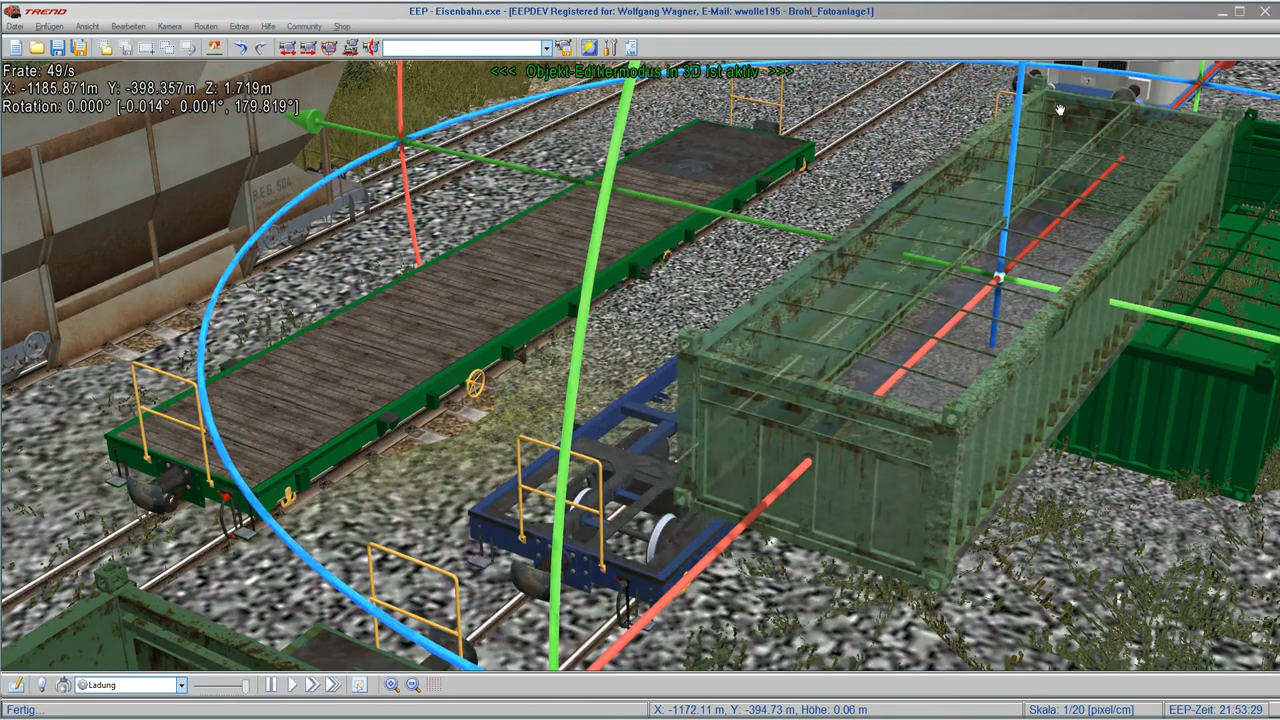 TREND
EEP - Eisenbahn.exe - [EEPDEV Registered for: Wolfgang Wagner, E-Mail: wwolle195 - Brohl_Fotoanlage1]
Datei Einfügen Ansicht Bearbeiten Kamera Routen Extras Hilfe Community Shop
Frate: 49/s
<<< Objekt-Editiermodus in 3D ist aktiv >>>
X: -1185.871m Y: -398.357m Z: 1.719m
Rotation: 0.000° [-0.014°, 0.001°, 179.819°]
B.E.G. 504
Ladung
Fertig...
X: -1172.11 m, Y: -394.73 m, Höhe: 0.06 m
Skala: 1/20 [pixel/cm]
EEP-Zeit: 21:53:29